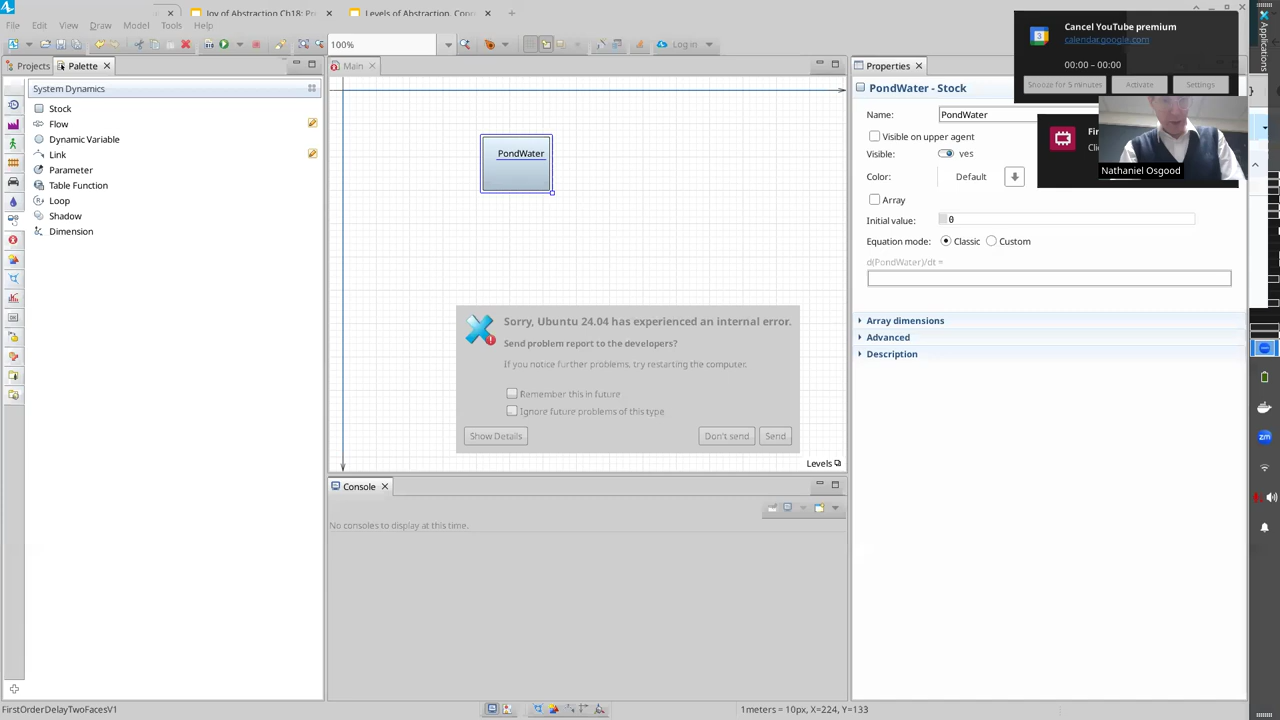 Joy of Abstraction Ch18: Pr
Levels of Abstraction, Cope
File Edit View Draw Model Tools Help
100%
Log in
Projects
Palette
Main
Properties
System Dynamics
Stock
Flow
Dynamic Variable
Link
Parameter
Table Function
Loop
Shadow
Dimension
PondWater
PondWater - Stock
Name:
PondWater
Visible on upper agent
Visible:
yes
Color:
Default
Array
Initial value:
0
Equation mode:
Classic
Custom
d(PondWater)/dt =
Array dimensions
Advanced
Description
Cancel YouTube premium
calendar.google.com
00:00 – 00:00
Snooze for 5 minutes
Activate
Settings
Nathaniel Osgood
Applications
Sorry, Ubuntu 24.04 has experienced an internal error.
Send problem report to the developers?
If you notice further problems, try restarting the computer.
Remember this in future
Ignore future problems of this type
Show Details
Don't send
Send
Levels
Console
No consoles to display at this time.
FirstOrderDelayTwoFacesV1
1meters = 10px, X=224, Y=133